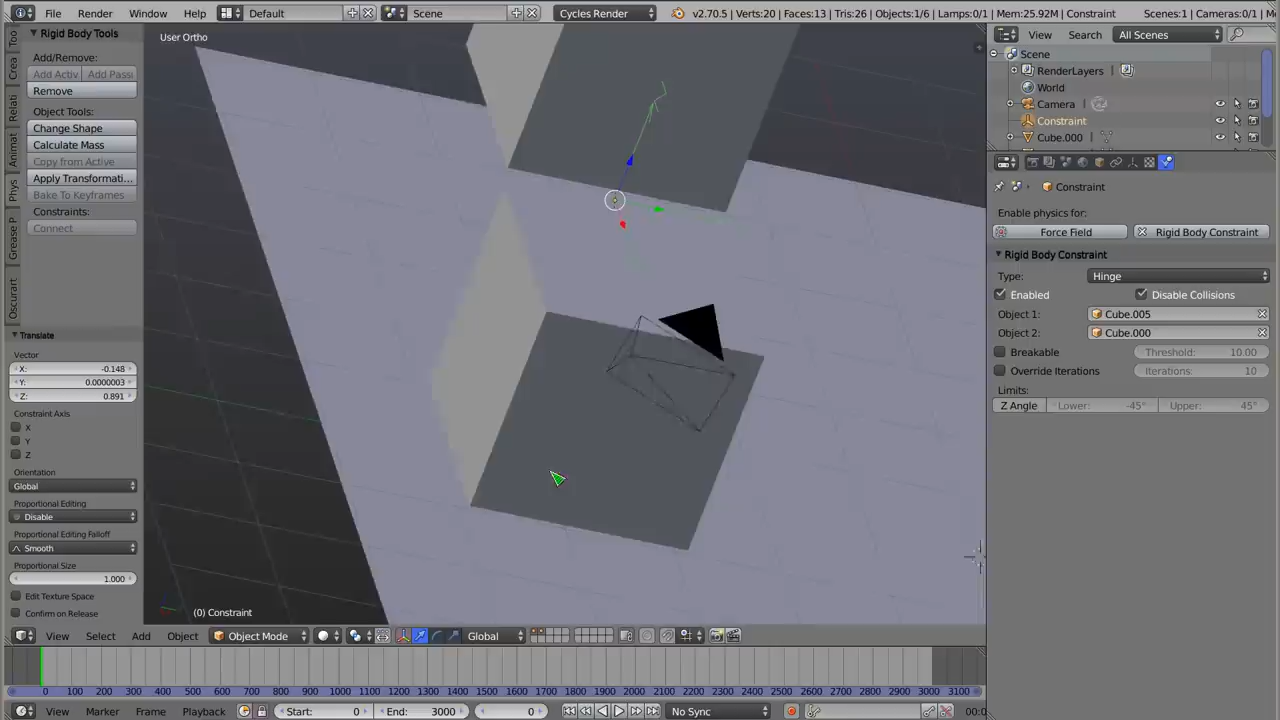 File Render Window Help Default Scene Cycles Render v2.70.5 | Verts:20 | Faces:13 | Tris:26 | Objects:1/6 | Lamps:0/1 | Mem:25.92M | Constraint Scenes:1 | Cameras:0/1
User Ortho
Rigid Body Tools
Add/Remove:
Add Activ Add Passi
Remove
Object Tools:
Change Shape
Calculate Mass
Copy from Active
Apply Transformati...
Bake To Keyframes
Constraints:
Connect
Too
Crea
Relati
Animat
Phys
Grease P
Oscurart
Translate
Vector
X: -0.148
Y: 0.0000003
Z: 0.891
Constraint Axis
X
Y
Z
Orientation
Global
Proportional Editing
Disable
Proportional Editing Falloff
Smooth
Proportional Size
1.000
Edit Texture Space
Confirm on Release
(0) Constraint
View Search All Scenes
Scene
RenderLayers
World
Camera
Constraint
Cube.000
Constraint
Enable physics for:
Force Field Rigid Body Constraint
Rigid Body Constraint
Type: Hinge
Enabled Disable Collisions
Object 1: Cube.005
Object 2: Cube.000
Breakable Threshold: 10.00
Override Iterations Iterations: 10
Limits:
Z Angle Lower: -45° Upper: 45°
View Select Add Object Object Mode Global
0 100 200 300 400 500 600 700 800 900 1000 1100 1200 1300 1400 1500 1600 1700 1800 1900 2000 2100 2200 2300 2400 2500 2600 2700 2800 2900 3000 3100
View Marker Frame Playback Start: 0 End: 3000 0 No Sync 00:0